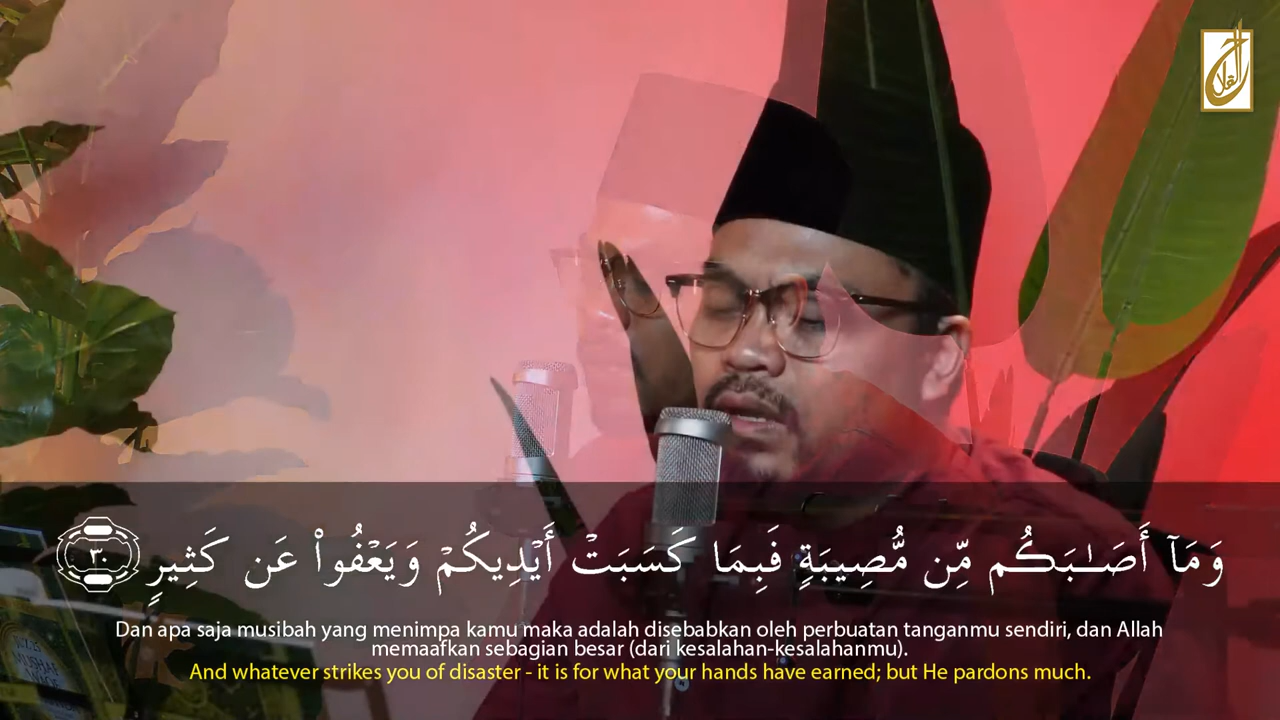 وَمَآ أَصَـٰبَكُم مِّن مُّصِيبَةٍ فَبِمَا كَسَبَتْ أَيْدِيكُمْ وَيَعْفُوا۟ عَن كَثِيرٍ ٣٠
Dan apa saja musibah yang menimpa kamu maka adalah disebabkan oleh perbuatan tanganmu sendiri, dan Allah
memaafkan sebagian besar (dari kesalahan-kesalahanmu).
And whatever strikes you of disaster - it is for what your hands have earned; but He pardons much.